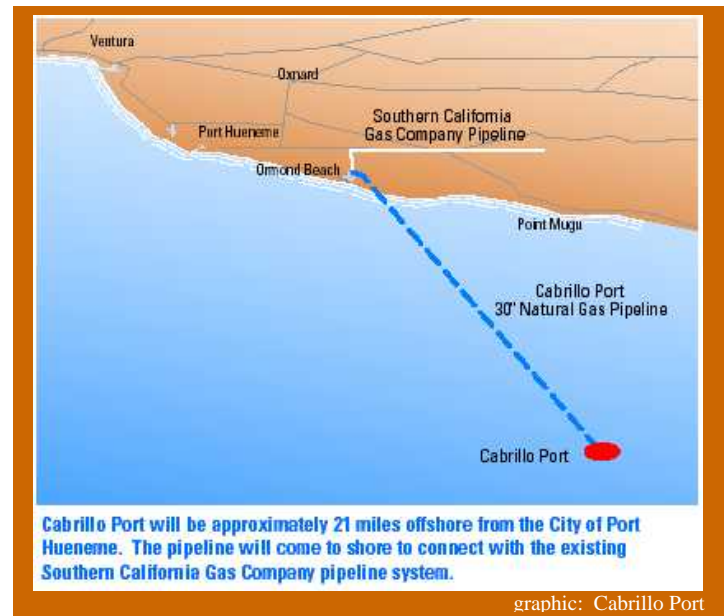 Ventura
Oxnard
Southern California
Gas Company Pipeline
Port Hueneme
Ormond Beach
Point Mugu
Cabrillo Port
30" Natural Gas Pipeline
Cabrillo Port
Cabrillo Port will be approximately 21 miles offshore from the City of Port
Hueneme. The pipeline will come to shore to connect with the existing
Southern California Gas Company pipeline system.
graphic: Cabrillo Port